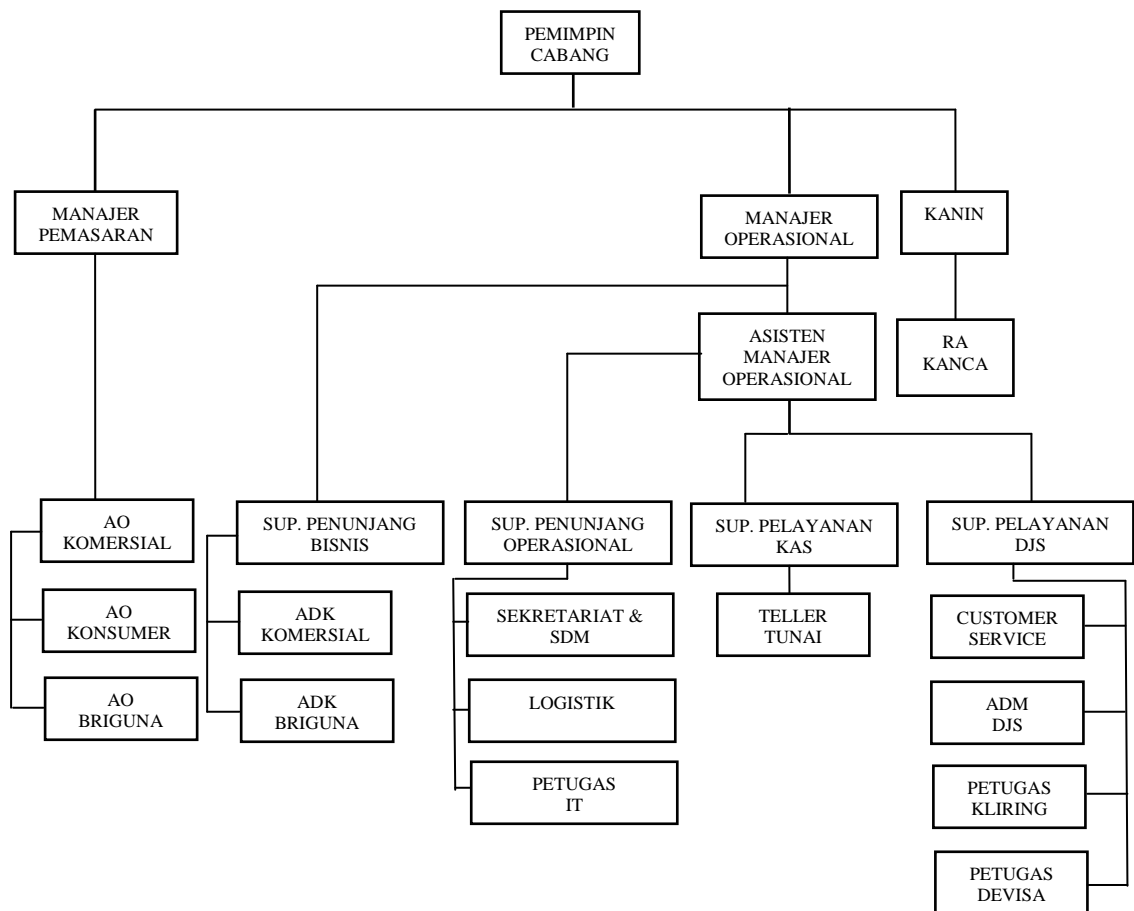 PEMIMPIN
CABANG
MANAJER
PEMASARAN
MANAJER
OPERASIONAL
KANIN
ASISTEN
MANAJER
OPERASIONAL
RA
KANCA
AO
KOMERSIAL
SUP. PENUNJANG
BISNIS
SUP. PENUNJANG
OPERASIONAL
SUP. PELAYANAN
KAS
SUP. PELAYANAN
DJS
AO
KONSUMER
ADK
KOMERSIAL
SEKRETARIAT &
SDM
TELLER
TUNAI
CUSTOMER
SERVICE
AO
BRIGUNA
ADK
BRIGUNA
LOGISTIK
ADM
DJS
PETUGAS
IT
PETUGAS
KLIRING
PETUGAS
DEVISA